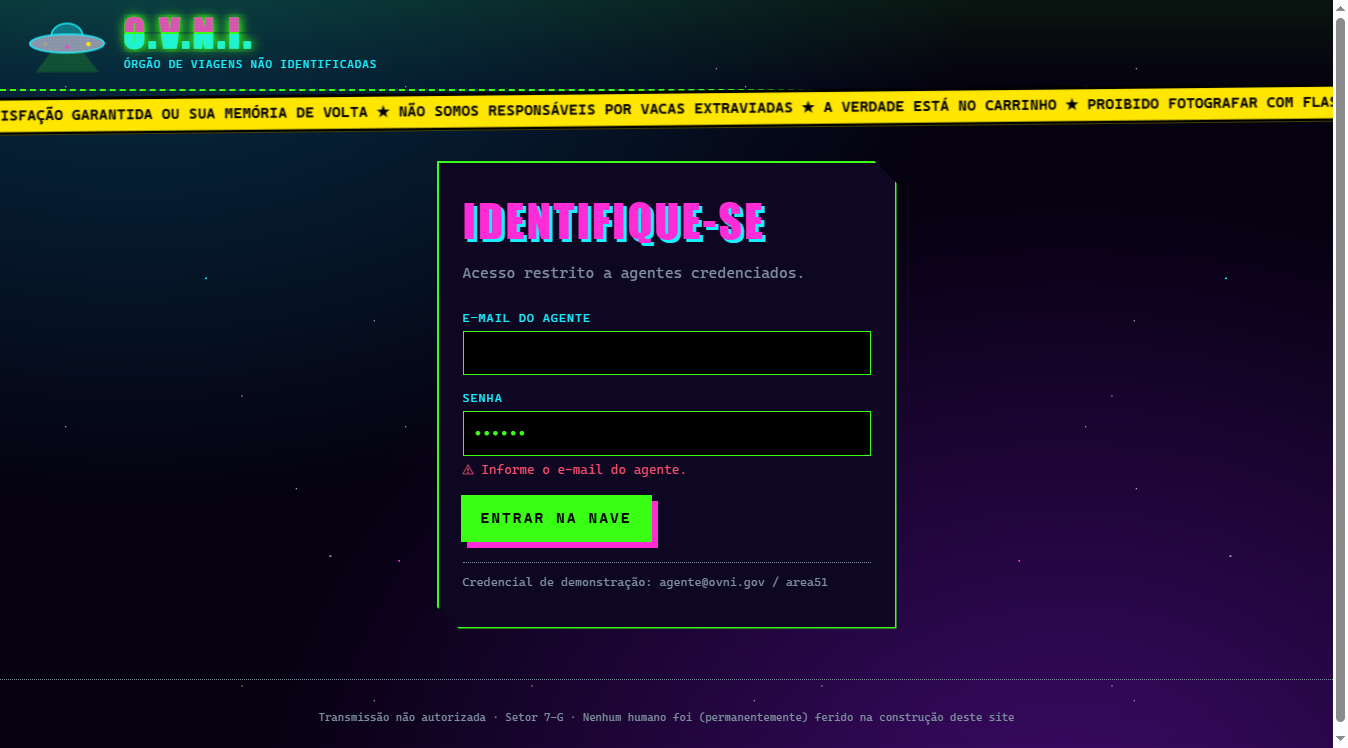 O.V.N.I.
ÓRGÃO DE VIAGENS NÃO IDENTIFICADAS
GARANTIDA OU SUA MEMÓRIA DE VOLTA ★ NÃO SOMOS RESPONSÁVEIS POR VACAS EXTRAVIADAS ★ A VERDADE ESTÁ NO CARRINHO ★ PROIBIDO FOTOGRAFAR COM
IDENTIFIQUE-SE
Acesso restrito a agentes credenciados.
E-MAIL DO AGENTE
SENHA
••••••
⚠ Informe o e-mail do agente.
ENTRAR NA NAVE
Credencial de demonstração: agente@ovni.gov / area51
Transmissão não autorizada · Setor 7-G · Nenhum humano foi (permanentemente) ferido na construção deste site